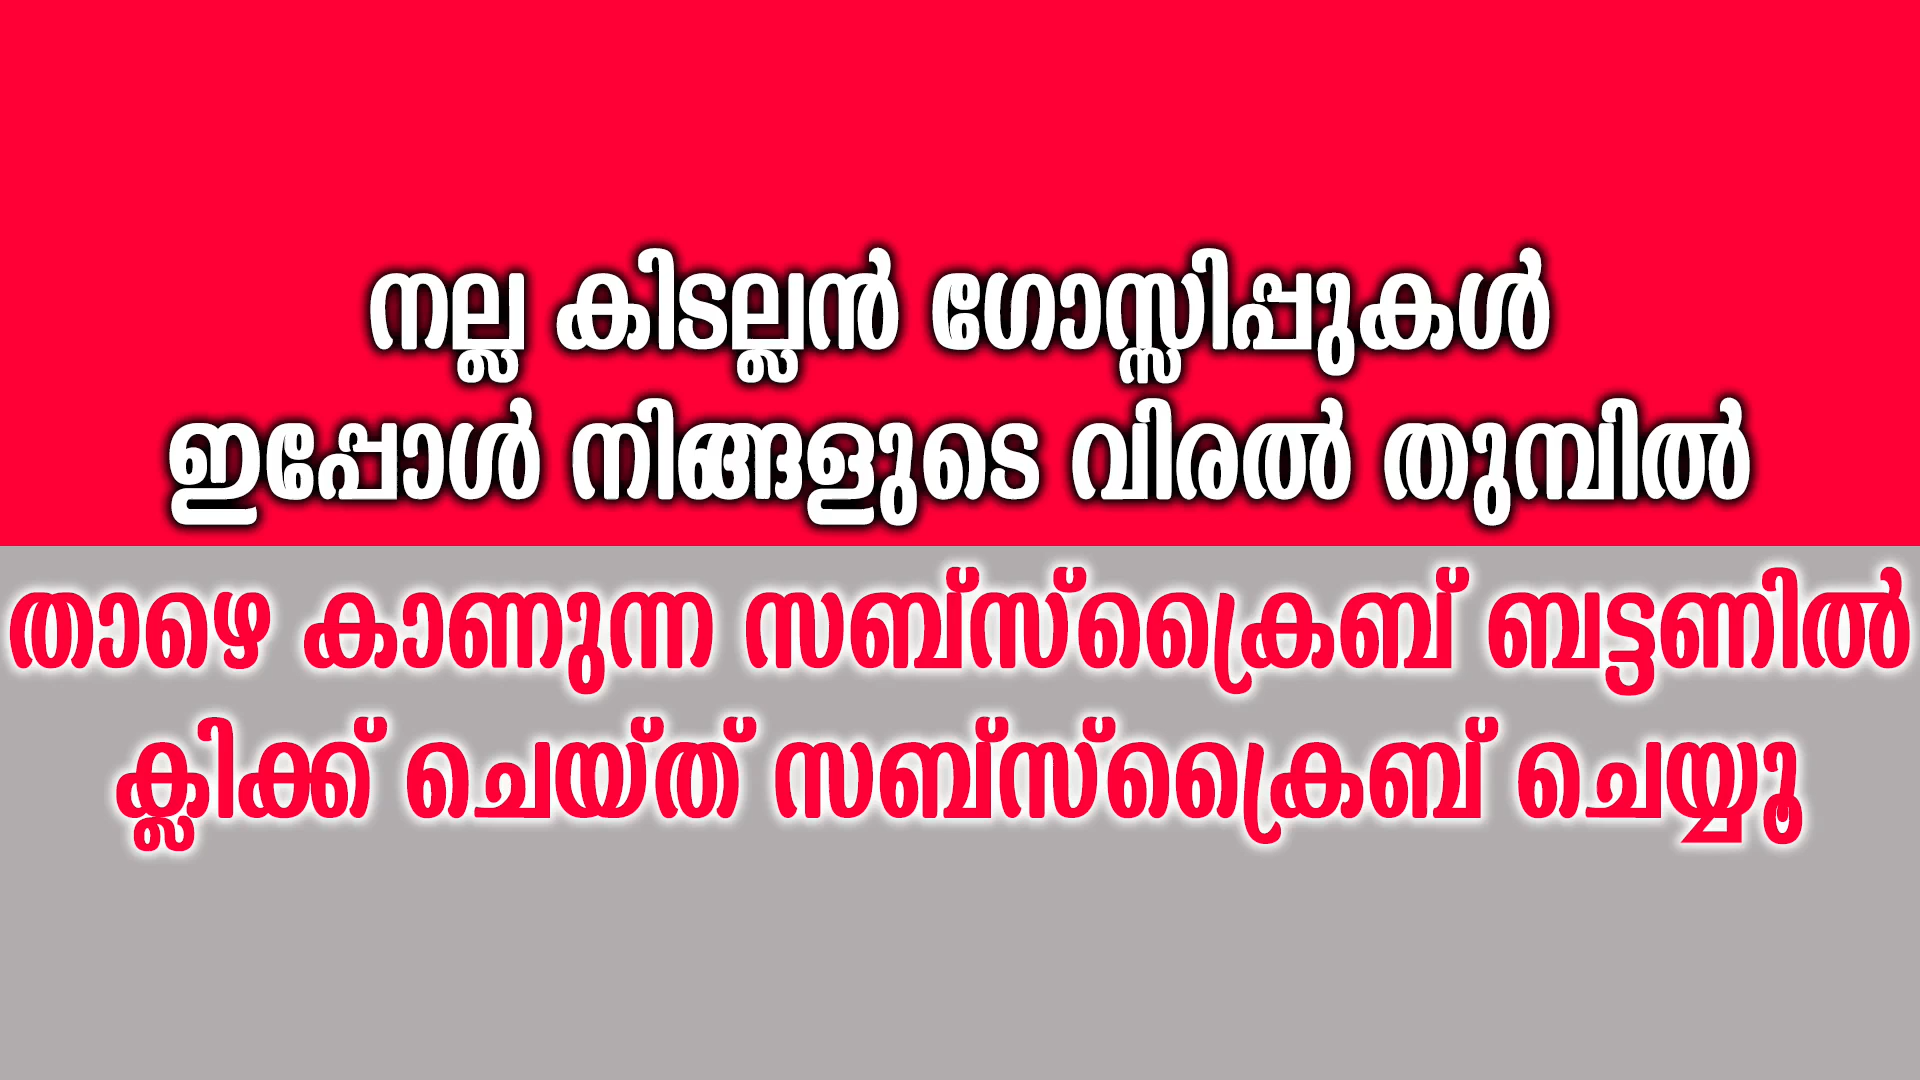 നല്ല കിടല്ലൻ ഗോസ്സിപ്പുകൾ
ഇപ്പോൾ നിങ്ങളുടെ വിരൽ തുമ്പിൽ
താഴെ കാണുന്ന സബ്സ്ക്രൈബ് ബട്ടണിൽ
ക്ലിക്ക് ചെയ്ത് സബ്സ്ക്രൈബ് ചെയ്യൂ